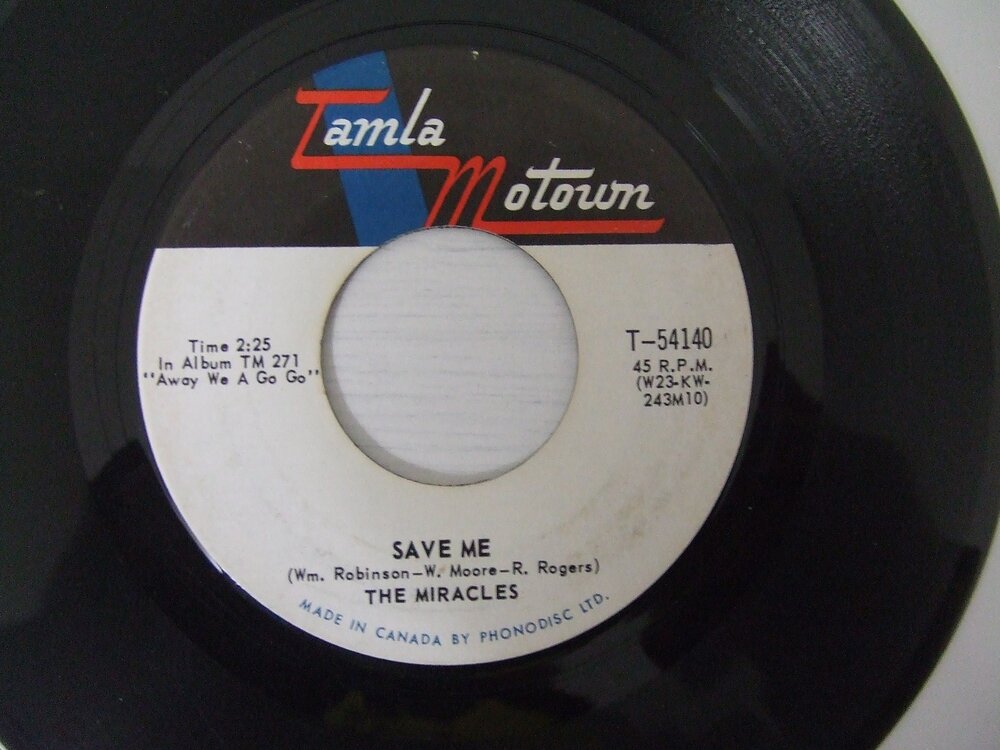 Tamla
Motown
Time 2:25
In Album TM 271
"Away We A Go Go"
T-54140
45 R.P.M.
(W23-KW-
243M10)
SAVE ME
(Wm. Robinson-W. Moore-R. Rogers)
THE MIRACLES
MADE IN CANADA BY PHONODISC LTD.